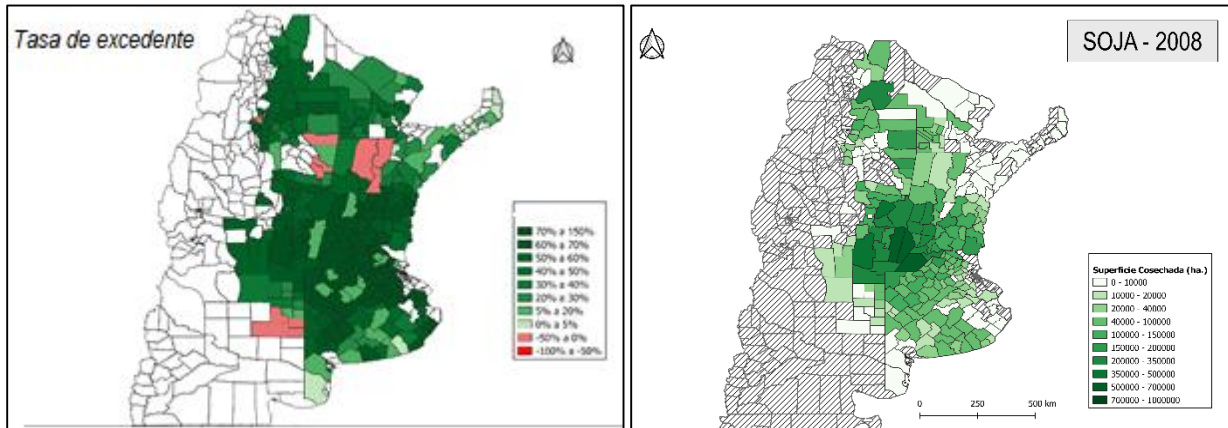 Tasa de excedente
70% a 150%
60% a 70%
50% a 60%
40% a 50%
30% a 40%
20% a 30%
5% a 20%
0% a 5%
-50% a 0%
-100% a -50%
SOJA - 2008
Superficie Cosechada (ha.)
0 - 10000
10000 - 20000
20000 - 40000
40000 - 100000
100000 - 150000
150000 - 200000
200000 - 350000
350000 - 500000
500000 - 700000
700000 - 1000000
0 250 500 km